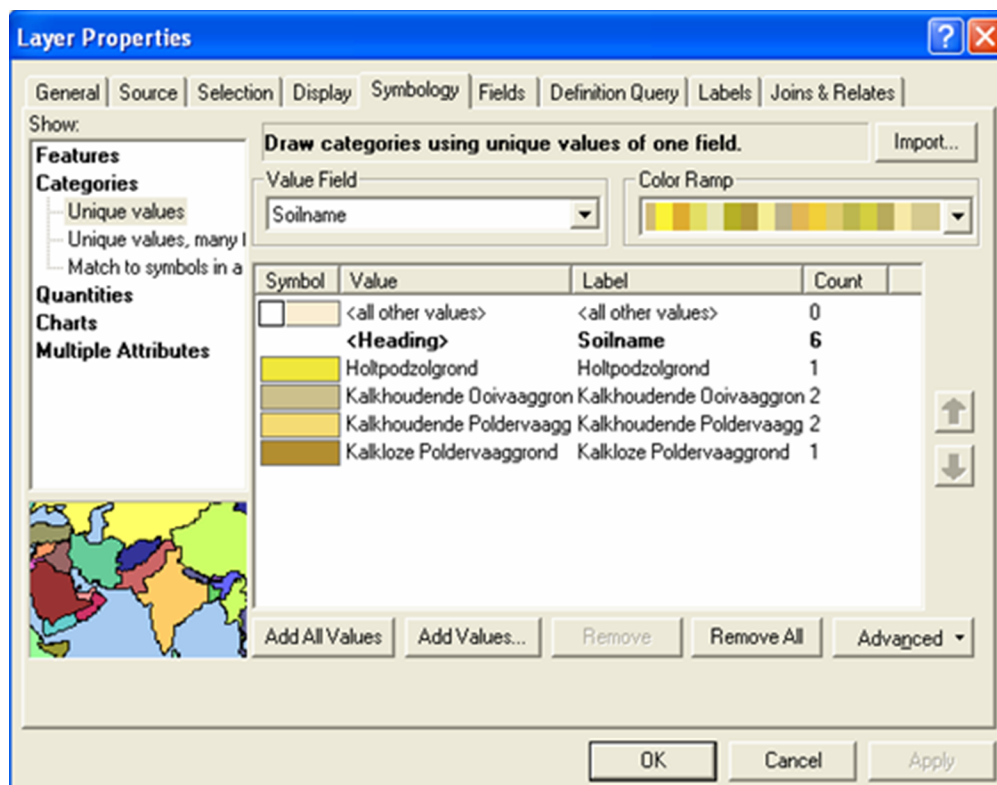 Layer Properties
General Source Selection Display Symbology Fields Definition Query Labels Joins & Relates
Show:
Features
Categories
Unique values
Unique values, many
Match to symbols in a
Quantities
Charts
Multiple Attributes
Draw categories using unique values of one field.
Import...
Value Field
Soilname
Color Ramp
Symbol Value Label Count
<all other values> <all other values> 0
<Heading> Soilname 6
Holtpodzolgrond Holtpodzolgrond 1
Kalkhoudende Ooivaaggron Kalkhoudende Ooivaaggron 2
Kalkhoudende Poldervaagg Kalkhoudende Poldervaagg 2
Kalkloze Poldervaaggrond Kalkloze Poldervaaggrond 1
Add All Values Add Values... Remove Remove All Advanced
OK Cancel Apply